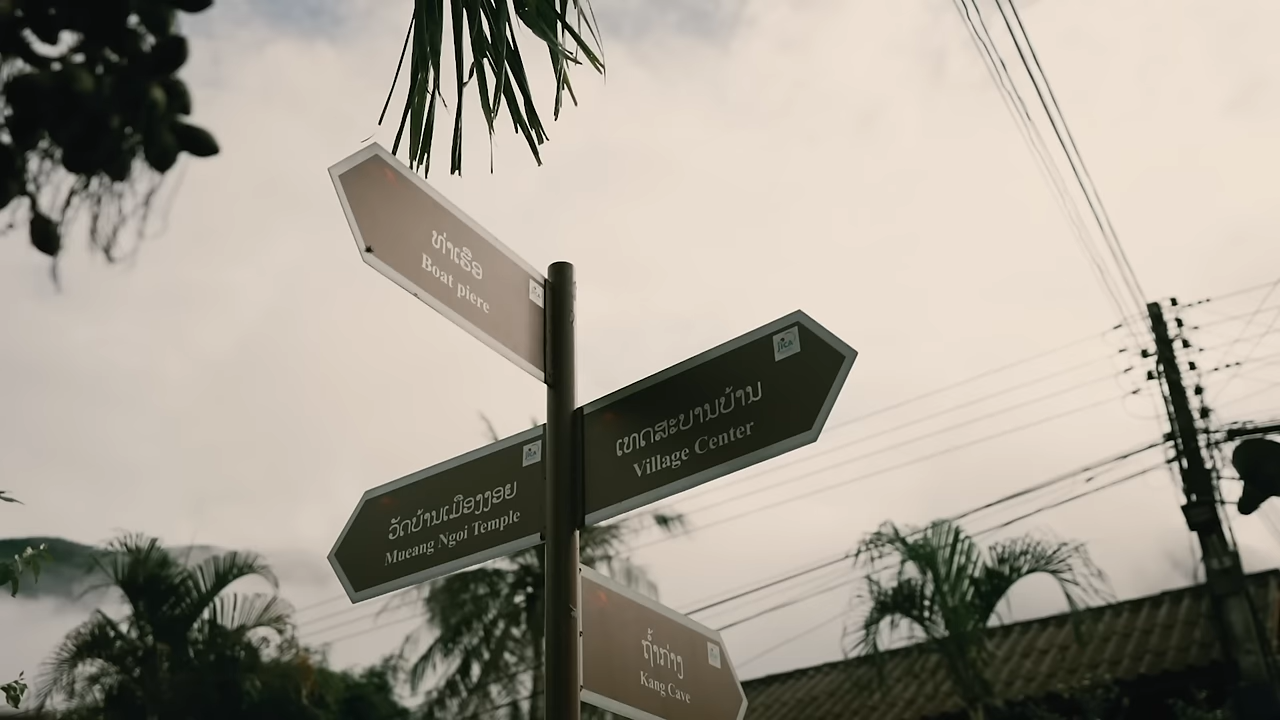 ທ່າເຮືອ
Boat piere
ເທດສະບານບ້ານ
Village Center
JICA
ວັດບ້ານເມືອງງອຍ
Mueang Ngoi Temple
JICA
ຖ້ຳກ່າງ
Kang Cave